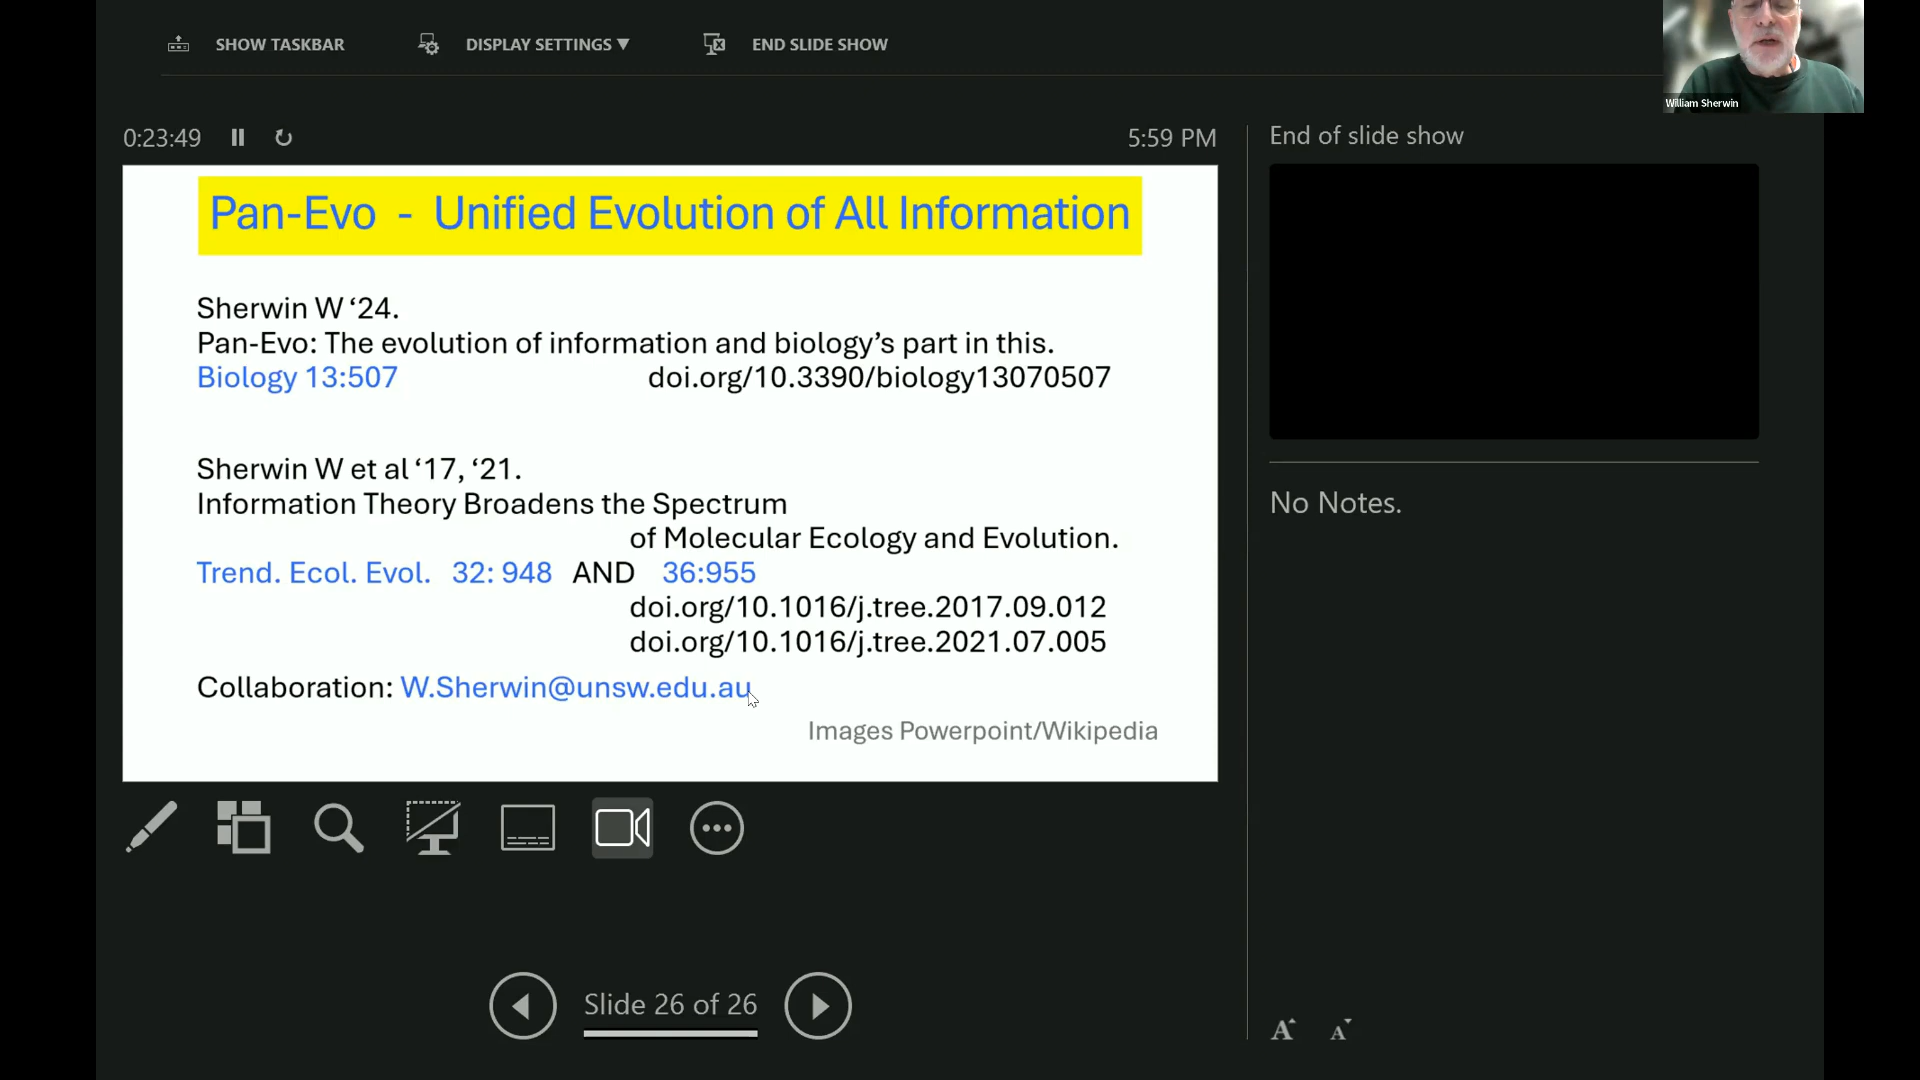 SHOW TASKBAR
DISPLAY SETTINGS ▼
END SLIDE SHOW
William Sherwin
0:23:49
5:59 PM
End of slide show
Pan-Evo - Unified Evolution of All Information
Sherwin W ‘24.
Pan-Evo: The evolution of information and biology’s part in this.
Biology 13:507 doi.org/10.3390/biology13070507
Sherwin W et al ‘17, ‘21.
Information Theory Broadens the Spectrum
of Molecular Ecology and Evolution.
Trend. Ecol. Evol. 32: 948 AND 36:955
doi.org/10.1016/j.tree.2017.09.012
doi.org/10.1016/j.tree.2021.07.005
Collaboration: W.Sherwin@unsw.edu.au
Images Powerpoint/Wikipedia
No Notes.
Slide 26 of 26
A A